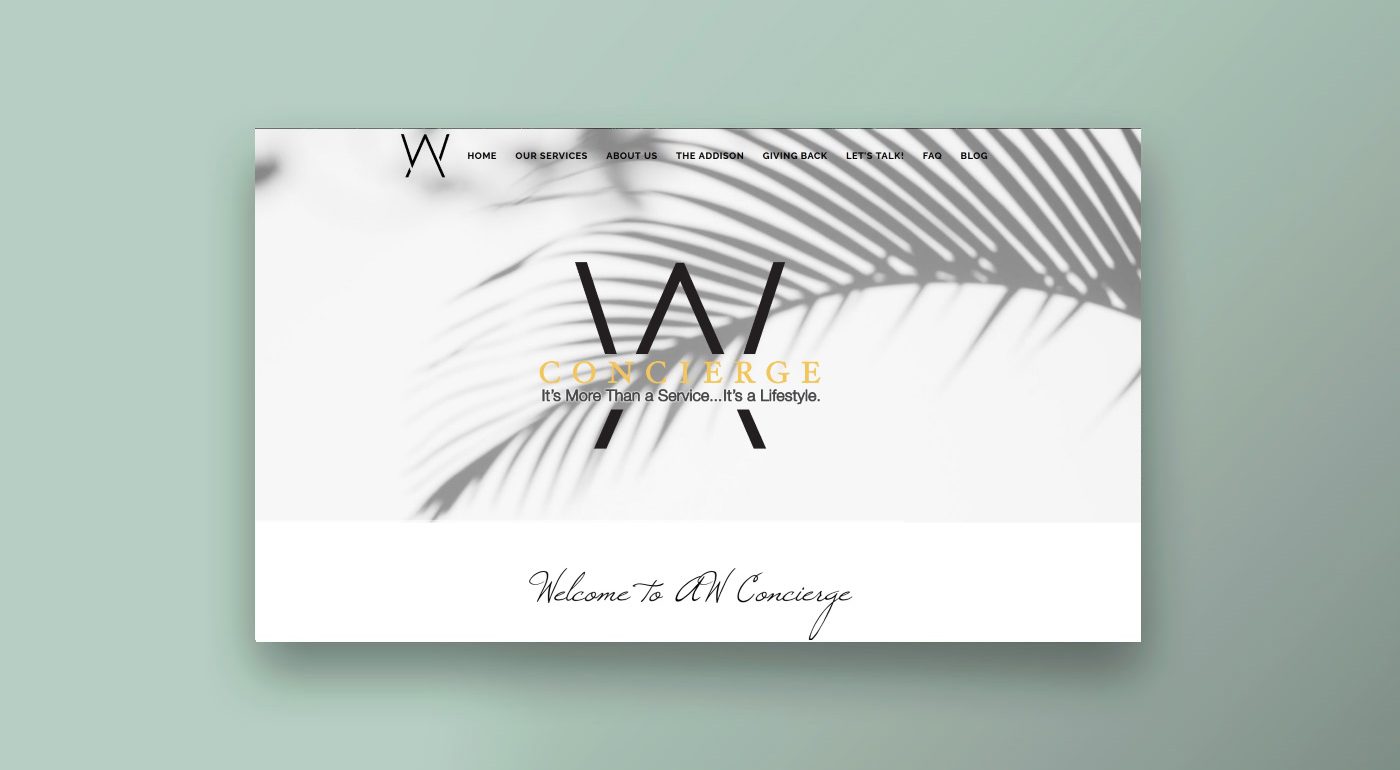 AW HOME OUR SERVICES ABOUT US THE ADDISON GIVING BACK LET'S TALK! FAQ BLOG
AW
CONCIERGE
It's More Than a Service...It's a Lifestyle.
Welcome To AW Concierge